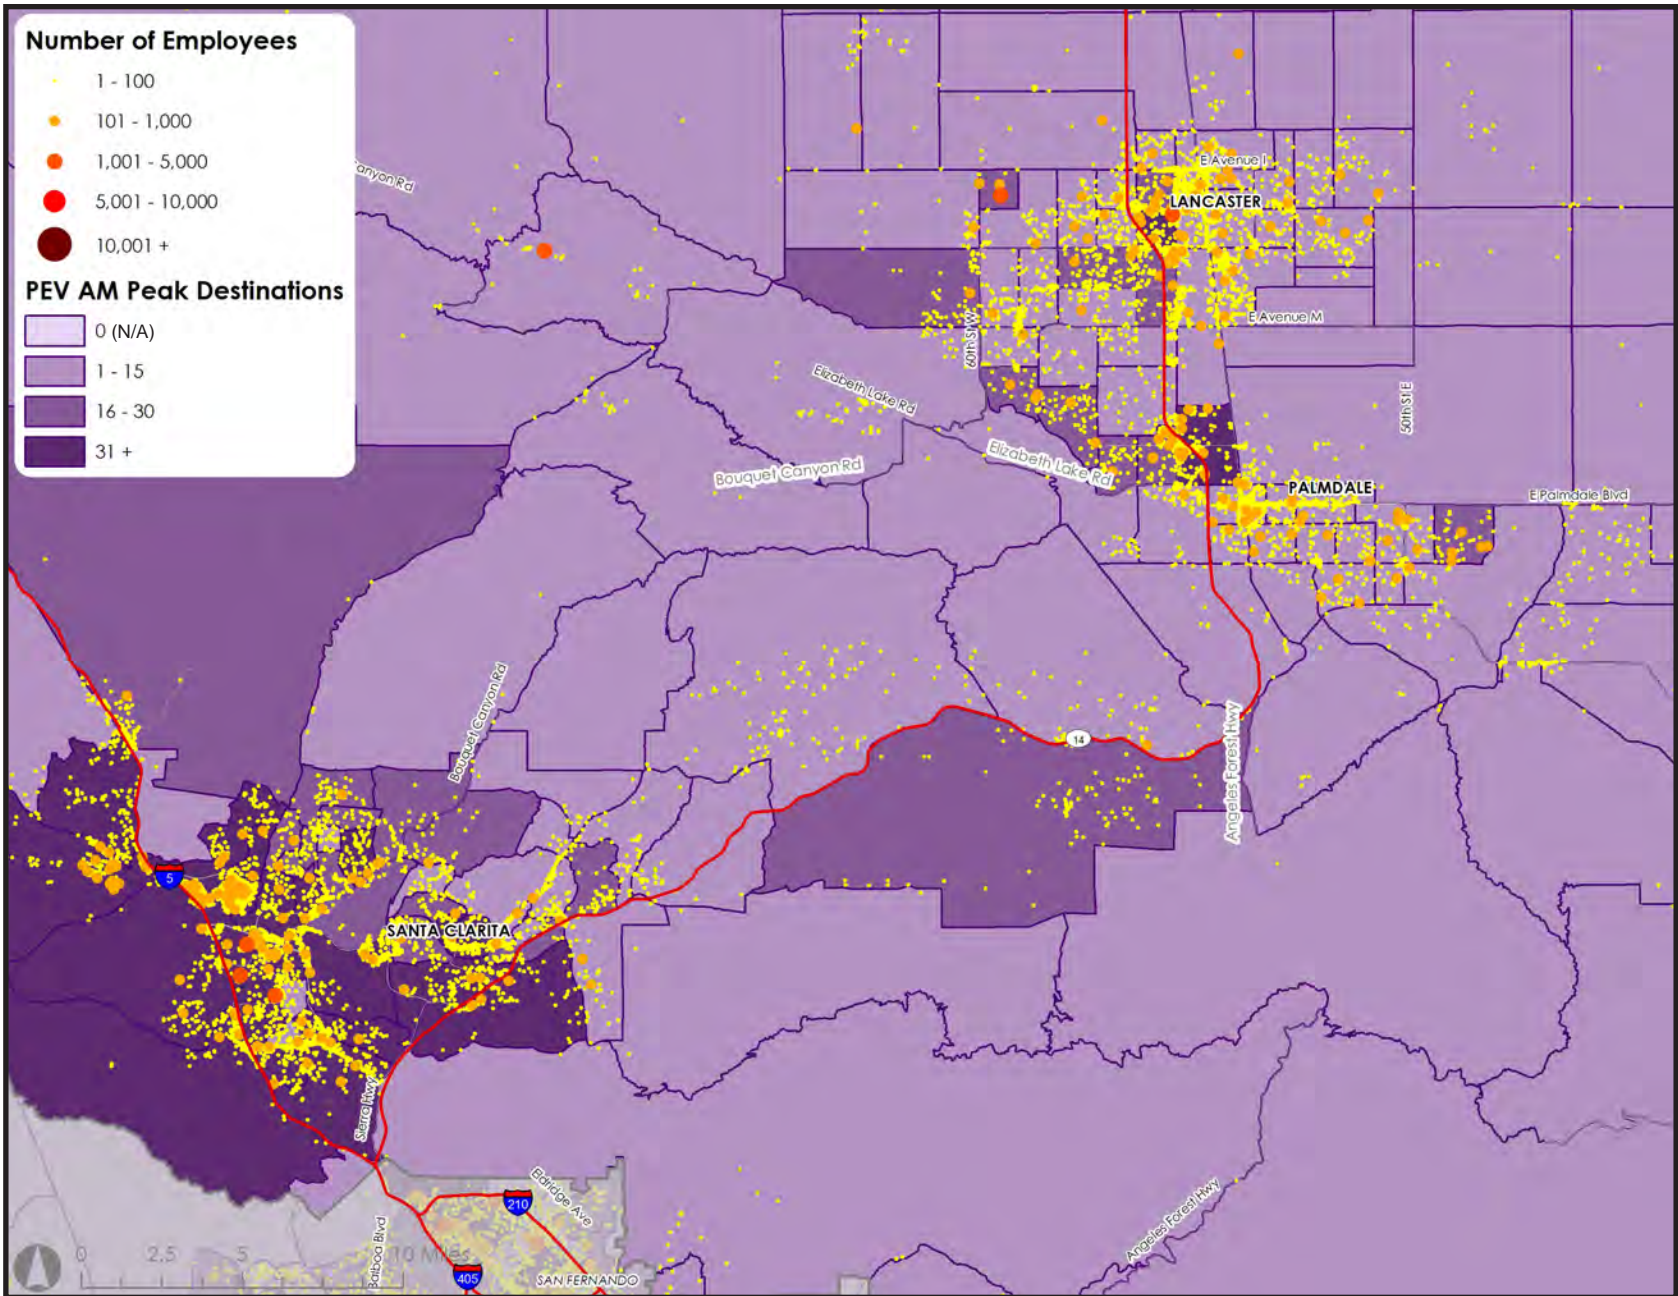 Number of Employees
1 - 100
101 - 1,000
1,001 - 5,000
5,001 - 10,000
10,001 +
PEV AM Peak Destinations
0 (N/A)
1 - 15
16 - 30
31 +
Canyon Rd
E Avenue I
LANCASTER
E Avenue M
60th St W
Elizabeth Lake Rd
50th St E
Bouquet Canyon Rd
Elizabeth Lake Rd
PALMDALE
E Palmdale Blvd
Bouquet Canyon Rd
14
Angeles Forest Hwy
5
SANTA CLARITA
Sierra Hwy
Eldridge Ave
210
Angeles Forest Hwy
Balboa Blvd
0 2.5 5 10 Miles
405
SAN FERNANDO